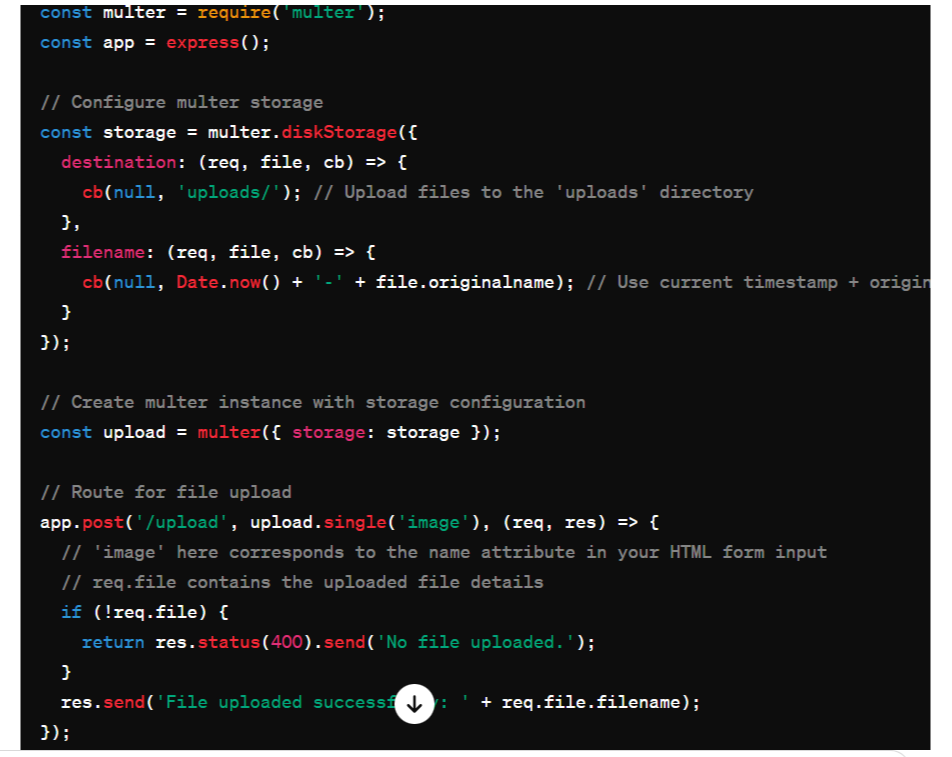 const multer = require('multer');
const app = express();
// Configure multer storage
const storage = multer.diskStorage({
  destination: (req, file, cb) => {
    cb(null, 'uploads/'); // Upload files to the 'uploads' directory
  },
  filename: (req, file, cb) => {
    cb(null, Date.now() + '-' + file.originalname); // Use current timestamp + origin
  }
});
// Create multer instance with storage configuration
const upload = multer({ storage: storage });
// Route for file upload
app.post('/upload', upload.single('image'), (req, res) => {
  // 'image' here corresponds to the name attribute in your HTML form input
  // req.file contains the uploaded file details
  if (!req.file) {
    return res.status(400).send('No file uploaded.');
  }
  res.send('File uploaded : ' + req.file.filename);
});